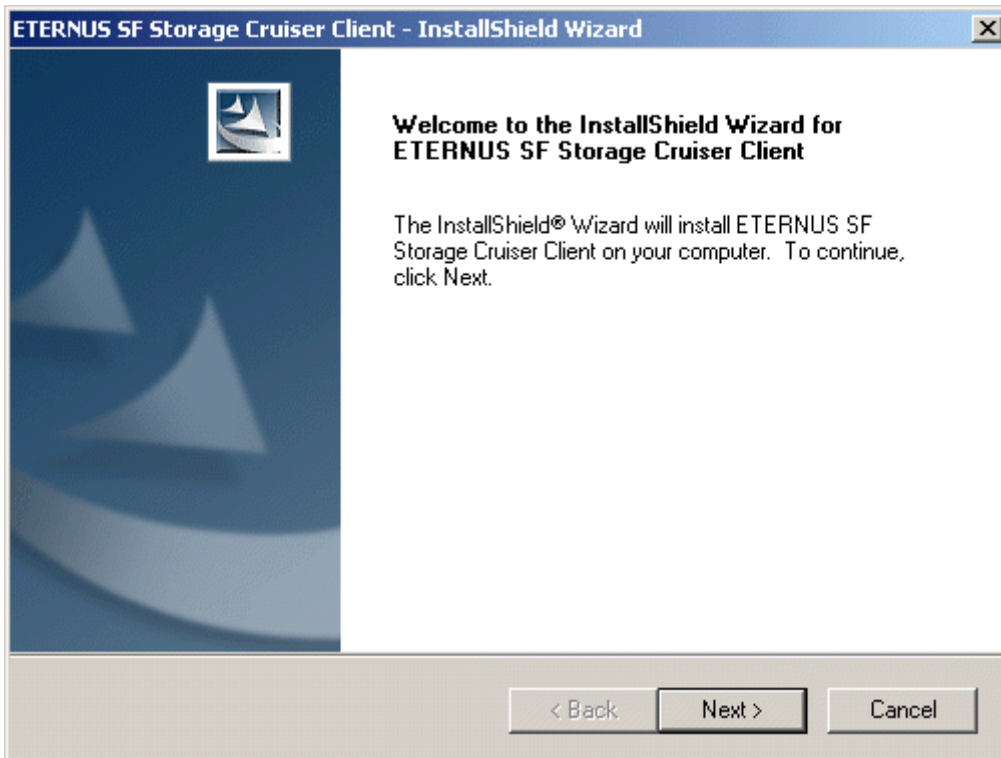 ETERNUS SF Storage Cruiser Client - InstallShield Wizard
Welcome to the InstallShield Wizard for
ETERNUS SF Storage Cruiser Client
The InstallShield® Wizard will install ETERNUS SF
Storage Cruiser Client on your computer.  To continue,
click Next.
< Back Next > Cancel